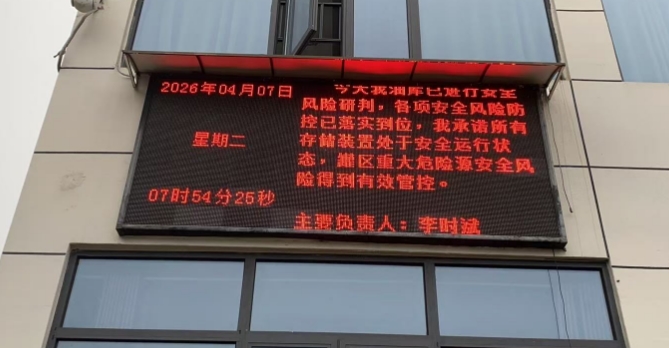 2026年04月07日
星期二
07时54分25秒
今天我油库已进行安全
风险研判，各项安全风险防
控已落实到位，我承诺所有
存储装置处于安全运行状
态，罐区重大危险源安全风
险得到有效管控。
主要负责人：李时斌